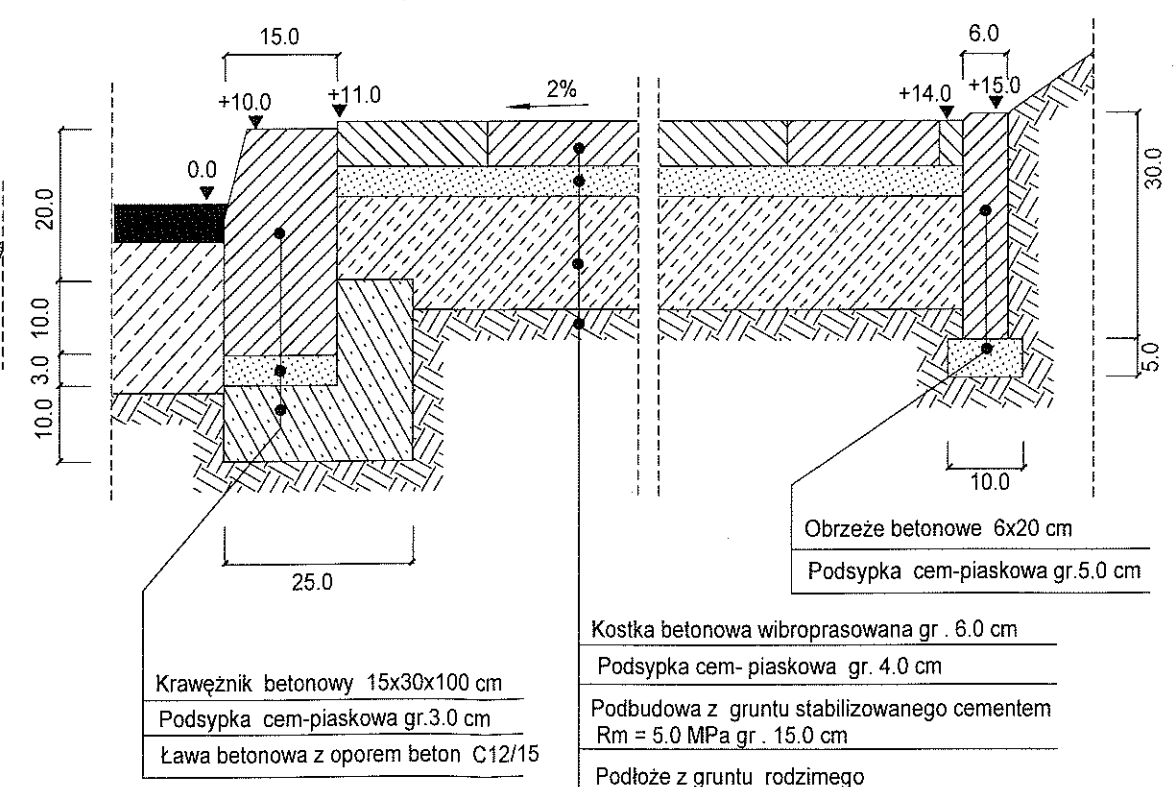 15.0
6.0
+10.0
+11.0
2%
+14.0
+15.0
0.0
20.0
10.0
3.0
10.0
30.0
5.0
10.0
25.0
Obrzeże betonowe 6x20 cm
Podsypka cem-piaskowa gr.5.0 cm
Kostka betonowa wibroprasowana gr . 6.0 cm
Podsypka cem- piaskowa gr. 4.0 cm
Podbudowa z gruntu stabilizowanego cementem
Rm = 5.0 MPa gr . 15.0 cm
Podłoże z gruntu rodzimego
Krawężnik betonowy 15x30x100 cm
Podsypka cem-piaskowa gr.3.0 cm
Ława betonowa z oporem beton C12/15